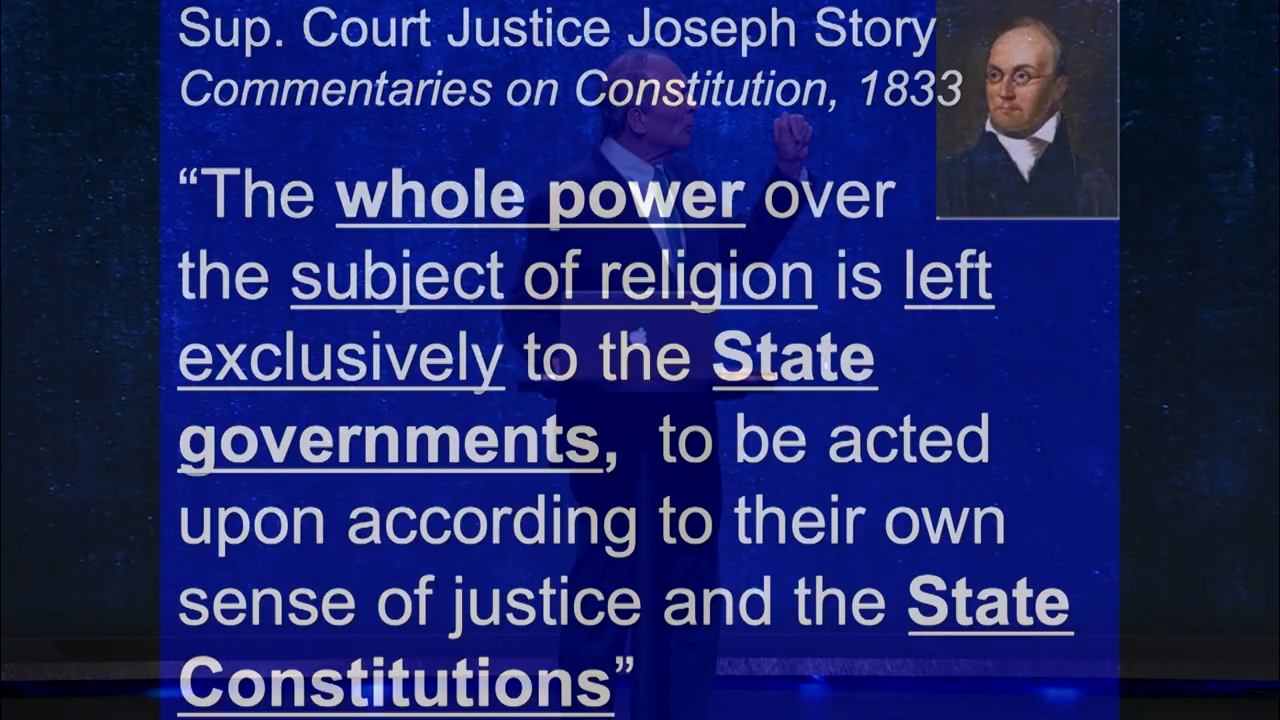 Sup. Court Justice Joseph Story
Commentaries on Constitution, 1833
“The whole power over
the subject of religion is left
exclusively to the State
governments, to be acted
upon according to their own
sense of justice and the State
Constitutions”